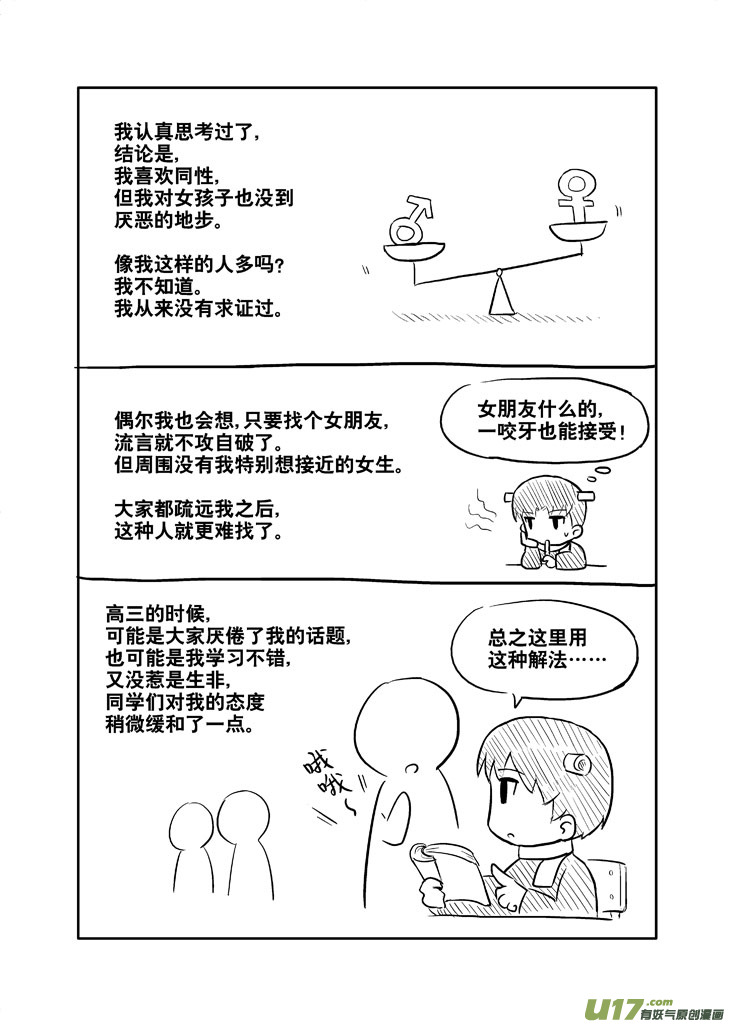 我认真思考过了，
结论是，
我喜欢同性，
但我对女孩子也没到
厌恶的地步。
像我这样的人多吗？
我不知道。
我从来没有求证过。
偶尔我也会想，只要找个女朋友，
流言就不攻自破了。
但周围没有我特别想接近的女生。
大家都疏远我之后，
这种人就更难找了。
女朋友什么的，
一咬牙也能接受！
高三的时候，
可能是大家厌倦了我的话题，
也可能是我学习不错，
又没惹是生非，
同学们对我的态度
稍微缓和了一点。
总之这里用
这种解法……
哦
哦~
U17.com
有妖气原创漫画